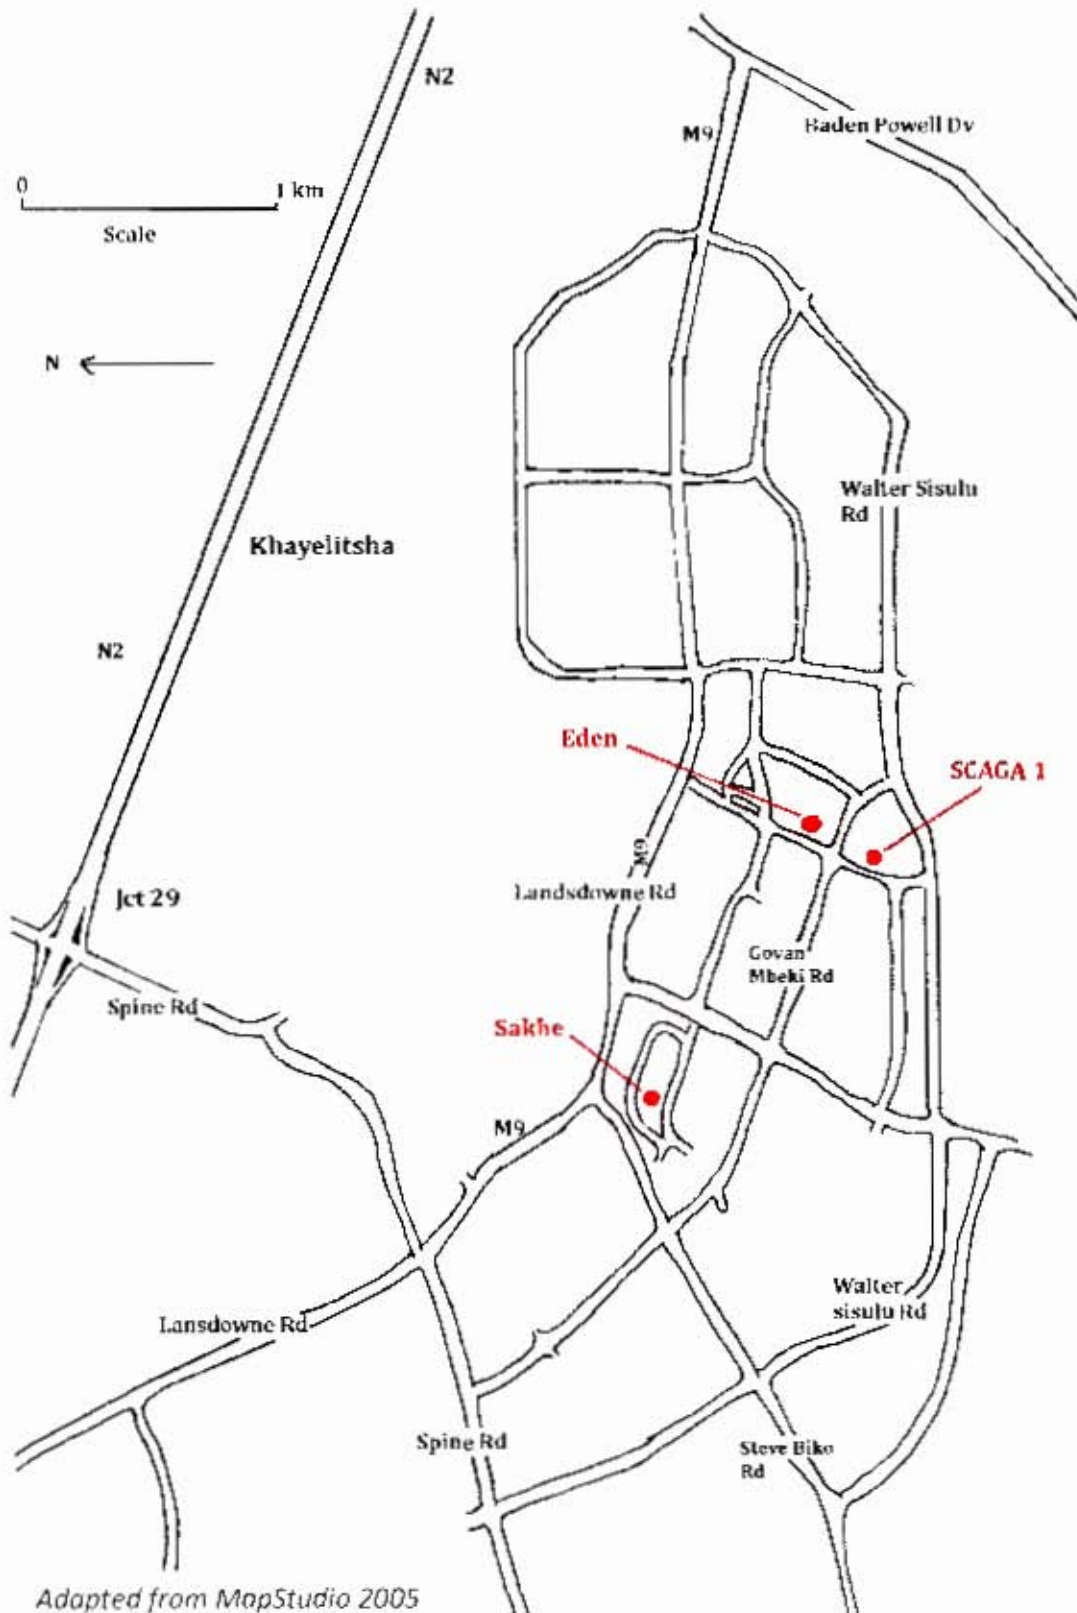 N2
M9
Baden Powell Dv
0
1 km
Scale
N
Walter Sisulu
Rd
Khayelitsha
N2
Eden
SCAGA 1
M9
Landsdowne Rd
Jct 29
Govan
Mbeki Rd
Spine Rd
Sakhe
M9
Walter
sisulu Rd
Lansdowne Rd
Spine Rd
Steve Biko
Rd
Adapted from MapStudio 2005